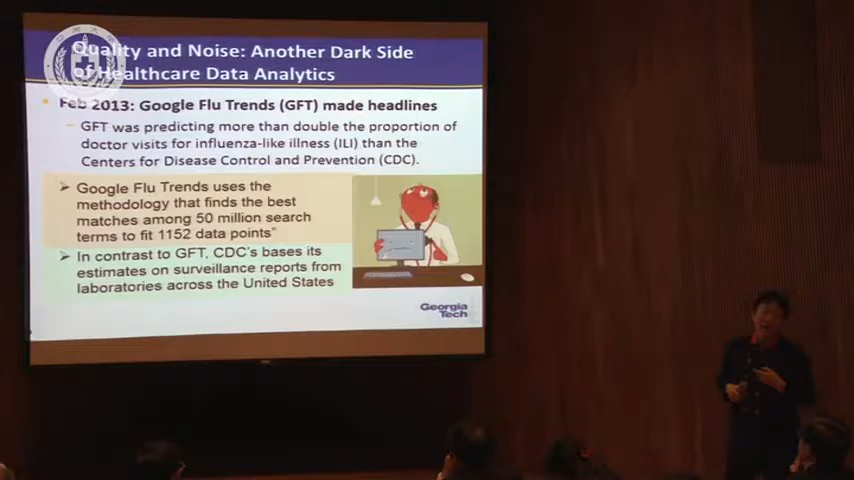 Quality and Noise: Another Dark Side
of Healthcare Data Analytics
Feb 2013: Google Flu Trends (GFT) made headlines
– GFT was predicting more than double the proportion of
doctor visits for influenza-like illness (ILI) than the
Centers for Disease Control and Prevention (CDC).
➢ Google Flu Trends uses the
methodology that finds the best
matches among 50 million search
terms to fit 1152 data points"
➢ In contrast to GFT, CDC's bases its
estimates on surveillance reports from
laboratories across the United States
Georgia
Tech